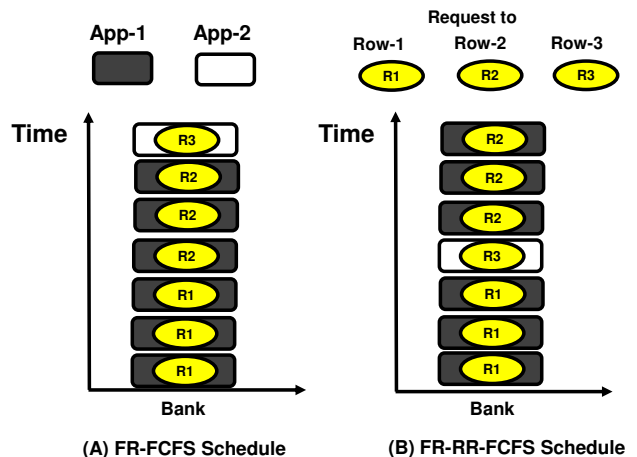 App-1
App-2
Request to
Row-1
Row-2
Row-3
R1
R2
R3
Time
R3
R2
R2
R2
R1
R1
R1
Bank
(A) FR-FCFS Schedule
Time
R2
R2
R2
R3
R1
R1
R1
Bank
(B) FR-RR-FCFS Schedule